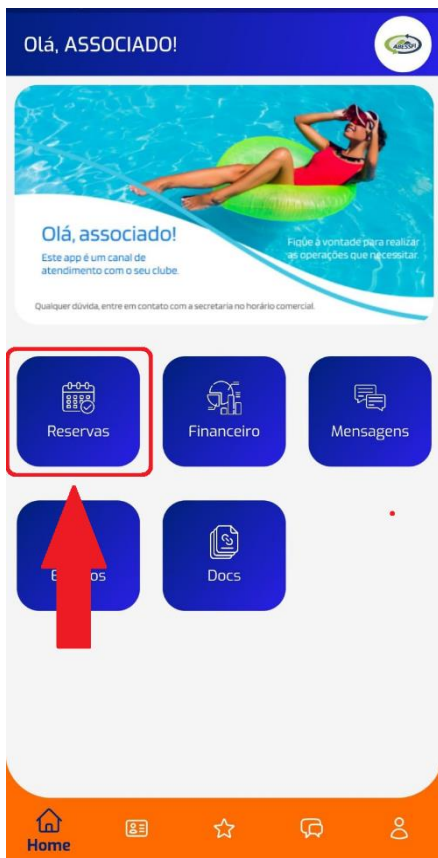 Olá, ASSOCIADO!
ABESSPI
Olá, associado!
Este app é um canal de
atendimento com o seu clube.
Fique à vontade para realizar
as operações que necessitar.
Qualquer dúvida, entre em contato com a secretaria no horário comercial.
Reservas
Financeiro
Mensagens
Docs
Home